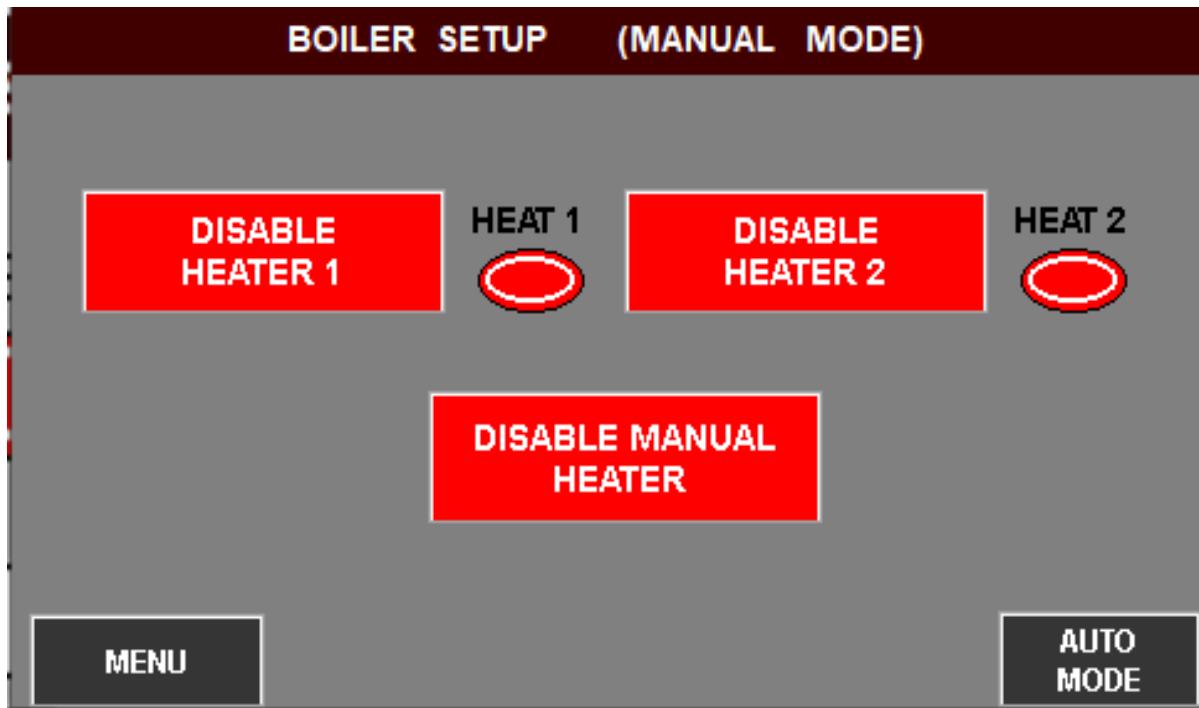 BOILER SETUP (MANUAL MODE)
DISABLE
HEATER 1
HEAT 1
DISABLE
HEATER 2
HEAT 2
DISABLE MANUAL
HEATER
MENU
AUTO
MODE